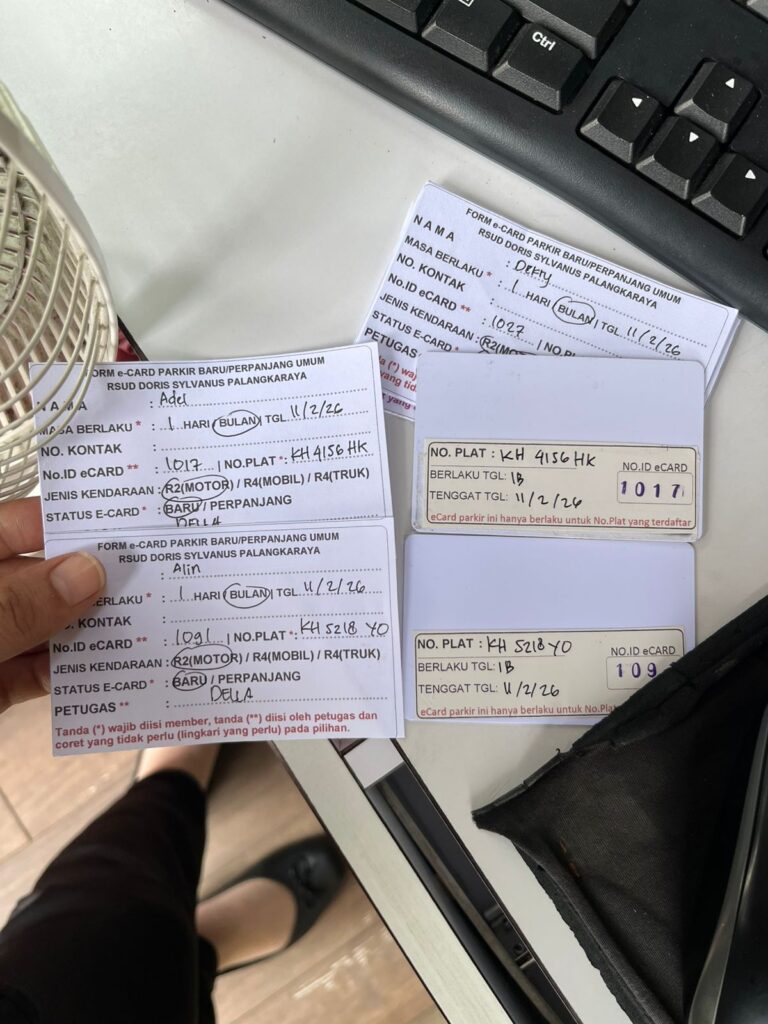 Ctrl
FORM e-CARD PARKIR BARU/PERPANJANG UMUM
RSUD DORIS SYLVANUS PALANGKARAYA
NAMA : Derry
MASA BERLAKU * : 1 HARI / BULAN | TGL 11/2/26
NO. KONTAK
No.ID eCARD ** : 1027 | NO.P
JENIS KENDARAAN : R2(MOT
STATUS E-CARD *
PETUGAS
FORM e-CARD PARKIR BARU/PERPANJANG UMUM
RSUD DORIS SYLVANUS PALANGKARAYA
NAMA : Adel
MASA BERLAKU * : 1 HARI / BULAN | TGL 11/2/26
NO. KONTAK :
No.ID eCARD ** : 1017 | NO.PLAT * : KH 4156 HK
JENIS KENDARAAN : R2(MOTOR) / R4(MOBIL) / R4(TRUK)
STATUS E-CARD * : BARU / PERPANJANG
DELLA
FORM e-CARD PARKIR BARU/PERPANJANG UMUM
RSUD DORIS SYLVANUS PALANGKARAYA
: Alin
BERLAKU * : 1 HARI / BULAN | TGL 11/2/26
KONTAK :
No.ID eCARD ** : 1091 | NO.PLAT * : KH 5218 YO
JENIS KENDARAAN : R2(MOTOR) / R4(MOBIL) / R4(TRUK)
STATUS E-CARD * : BARU / PERPANJANG
PETUGAS ** : DELLA
Tanda (*) wajib diisi member, tanda (**) diisi oleh petugas dan
coret yang tidak perlu (lingkari yang perlu) pada pilihan.
NO. PLAT : KH 4156 HK
BERLAKU TGL: 1B
TENGGAT TGL: 11/2/26
NO.ID eCARD
1017
eCard parkir ini hanya berlaku untuk No.Plat yang terdaftar
NO. PLAT : KH 5218 YO
BERLAKU TGL: 1B
TENGGAT TGL: 11/2/26
NO.ID eCARD
109
eCard parkir ini hanya berlaku untuk No.Plat